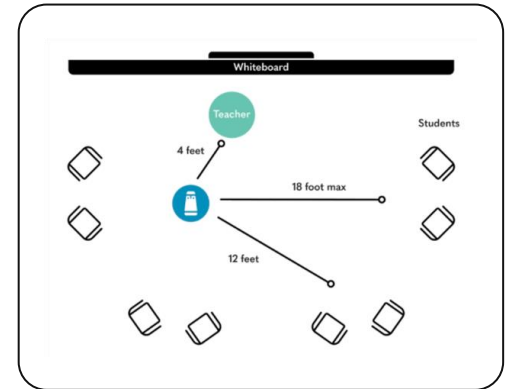 Whiteboard
Teacher
Students
4 feet
18 foot max
12 feet